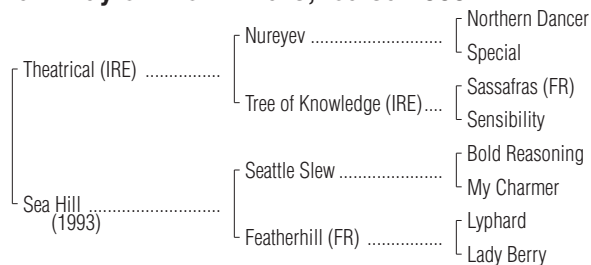 Northern Dancer
Nureyev ........................
Special
Theatrical (IRE) ...............
Sassafras (FR)
Tree of Knowledge (IRE)....
Sensibility
Bold Reasoning
Seattle Slew ...................
My Charmer
Sea Hill ..........................
(1993)
Lyphard
Featherhill (FR) ..............
Lady Berry